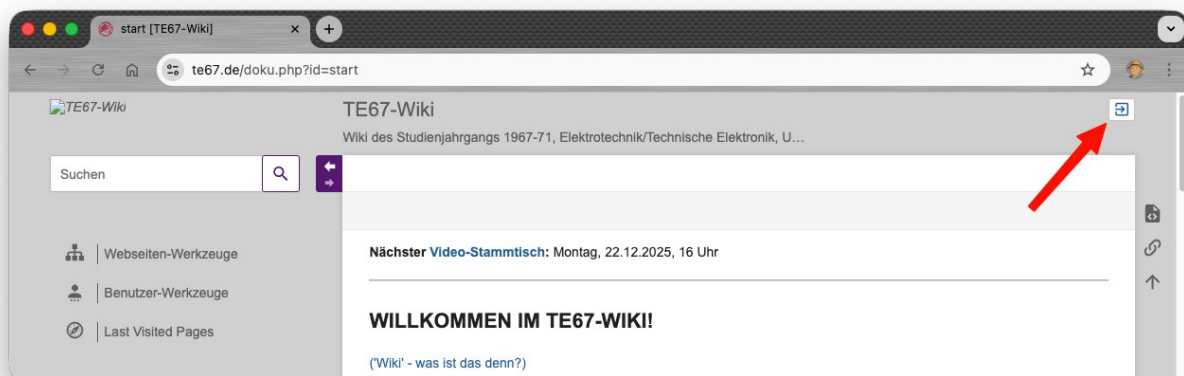 start [TE67-Wiki]
te67.de/doku.php?id=start
TE67-Wiki
TE67-Wiki
Wiki des Studienjahrgangs 1967-71, Elektrotechnik/Technische Elektronik, U…
Suchen
Nächster Video-Stammtisch: Montag, 22.12.2025, 16 Uhr
Webseiten-Werkzeuge
Benutzer-Werkzeuge
Last Visited Pages
WILLKOMMEN IM TE67-WIKI!
('Wiki' - was ist das denn?)